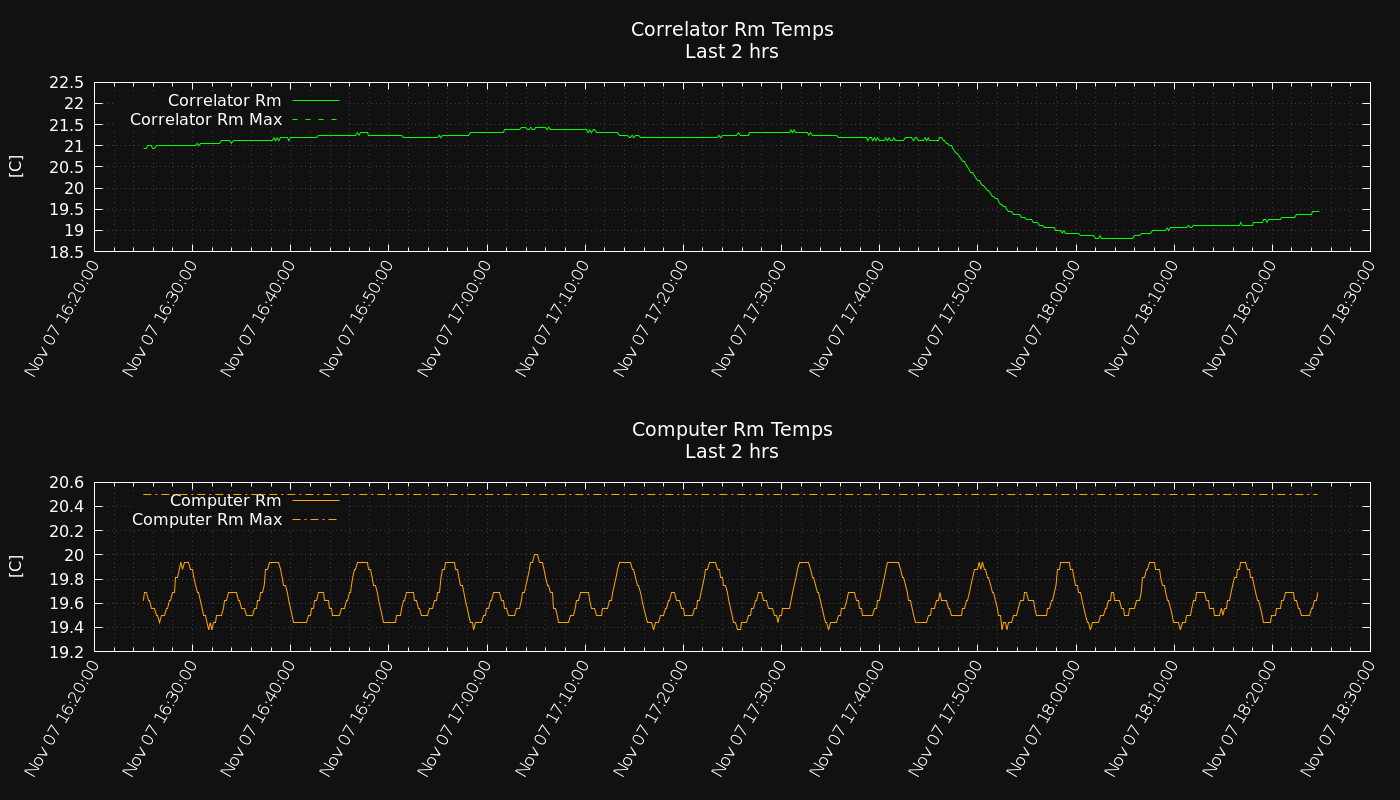 Correlator Rm Temps
Last 2 hrs
22.5
22
21.5
21
20.5
20
19.5
19
18.5
[C]
Correlator Rm
Correlator Rm Max
Nov 07 16:20:00
Nov 07 16:30:00
Nov 07 16:40:00
Nov 07 16:50:00
Nov 07 17:00:00
Nov 07 17:10:00
Nov 07 17:20:00
Nov 07 17:30:00
Nov 07 17:40:00
Nov 07 17:50:00
Nov 07 18:00:00
Nov 07 18:10:00
Nov 07 18:20:00
Nov 07 18:30:00
Computer Rm Temps
Last 2 hrs
20.6
20.4
20.2
20
19.8
19.6
19.4
19.2
[C]
Computer Rm
Computer Rm Max
Nov 07 16:20:00
Nov 07 16:30:00
Nov 07 16:40:00
Nov 07 16:50:00
Nov 07 17:00:00
Nov 07 17:10:00
Nov 07 17:20:00
Nov 07 17:30:00
Nov 07 17:40:00
Nov 07 17:50:00
Nov 07 18:00:00
Nov 07 18:10:00
Nov 07 18:20:00
Nov 07 18:30:00